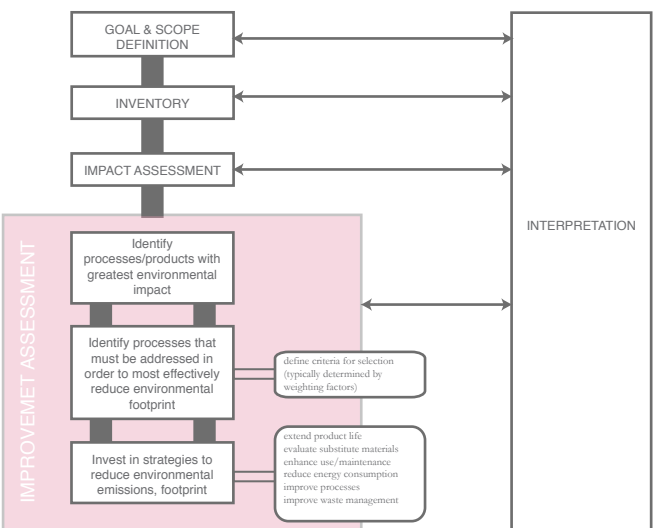 GOAL & SCOPE
DEFINITION
INVENTORY
IMPACT ASSESSMENT
INTERPRETATION
IMPROVEMET ASSESSMENT
Identify
processes/products with
greatest environmental
impact
Identify processes that
must be addressed in
order to most effectively
reduce environmental
footprint
define criteria for selection
(typically determined by
weighting factors)
Invest in strategies to
reduce environmental
emissions, footprint
extend product life
evaluate substitute materials
enhance use/maintenance
reduce energy consumption
improve processes
improve waste management